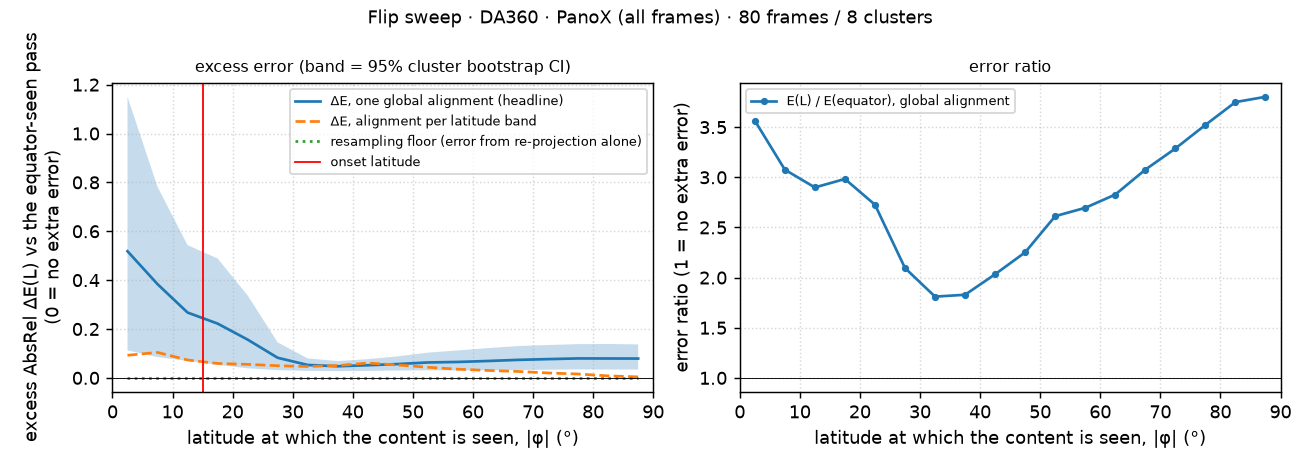 Flip sweep · DA360 · PanoX (all frames) · 80 frames / 8 clusters
excess error (band = 95% cluster bootstrap CI)
excess AbsRel ΔE(L) vs the equator-seen pass
(0 = no extra error)
1.2
1.0
0.8
0.6
0.4
0.2
0.0
ΔE, one global alignment (headline)
ΔE, alignment per latitude band
resampling floor (error from re-projection alone)
onset latitude
0 10 20 30 40 50 60 70 80 90
latitude at which the content is seen, |φ| (°)
error ratio
error ratio (1 = no extra error)
3.5
3.0
2.5
2.0
1.5
1.0
E(L) / E(equator), global alignment
0 10 20 30 40 50 60 70 80 90
latitude at which the content is seen, |φ| (°)